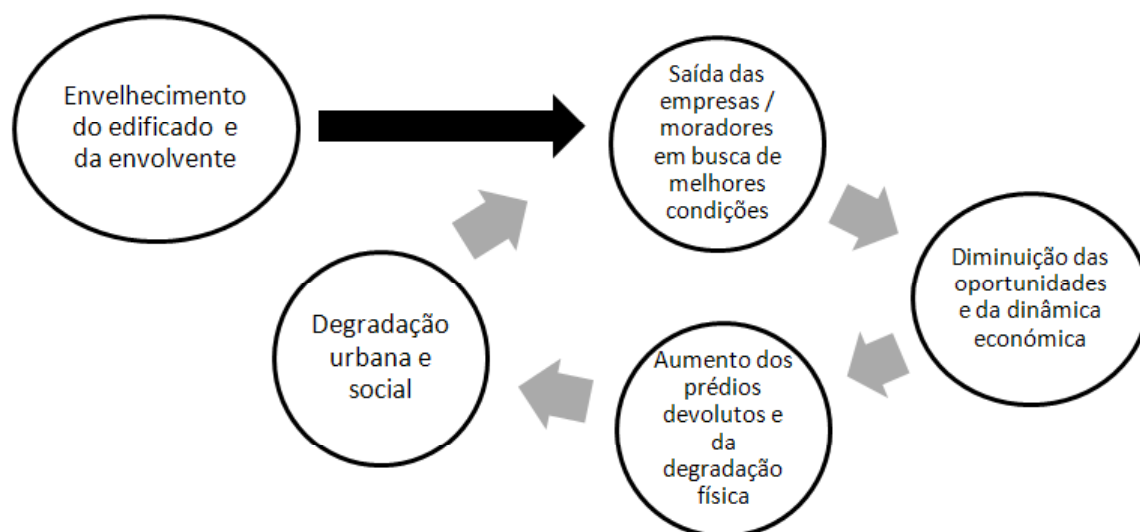 Envelhecimento
do edificado e
da envolvente
Saída das
empresas /
moradores
em busca de
melhores
condições
Diminuição das
oportunidades
e da dinâmica
económica
Aumento dos
prédios
devolutos e
da
degradação
física
Degradação
urbana e
social